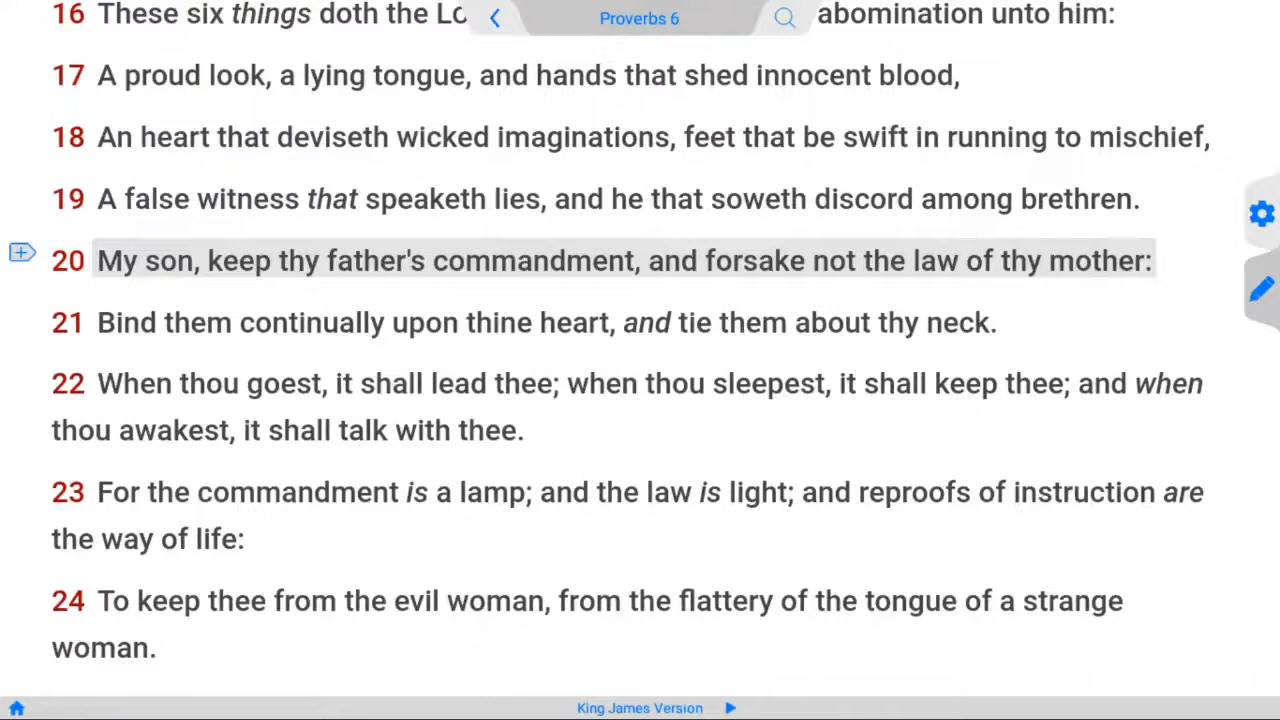 16 These six things doth the Lo
Proverbs 6
abomination unto him:
17 A proud look, a lying tongue, and hands that shed innocent blood,
18 An heart that deviseth wicked imaginations, feet that be swift in running to mischief,
19 A false witness that speaketh lies, and he that soweth discord among brethren.
20 My son, keep thy father's commandment, and forsake not the law of thy mother:
21 Bind them continually upon thine heart, and tie them about thy neck.
22 When thou goest, it shall lead thee; when thou sleepest, it shall keep thee; and when
thou awakest, it shall talk with thee.
23 For the commandment is a lamp; and the law is light; and reproofs of instruction are
the way of life:
24 To keep thee from the evil woman, from the flattery of the tongue of a strange
woman.
King James Version